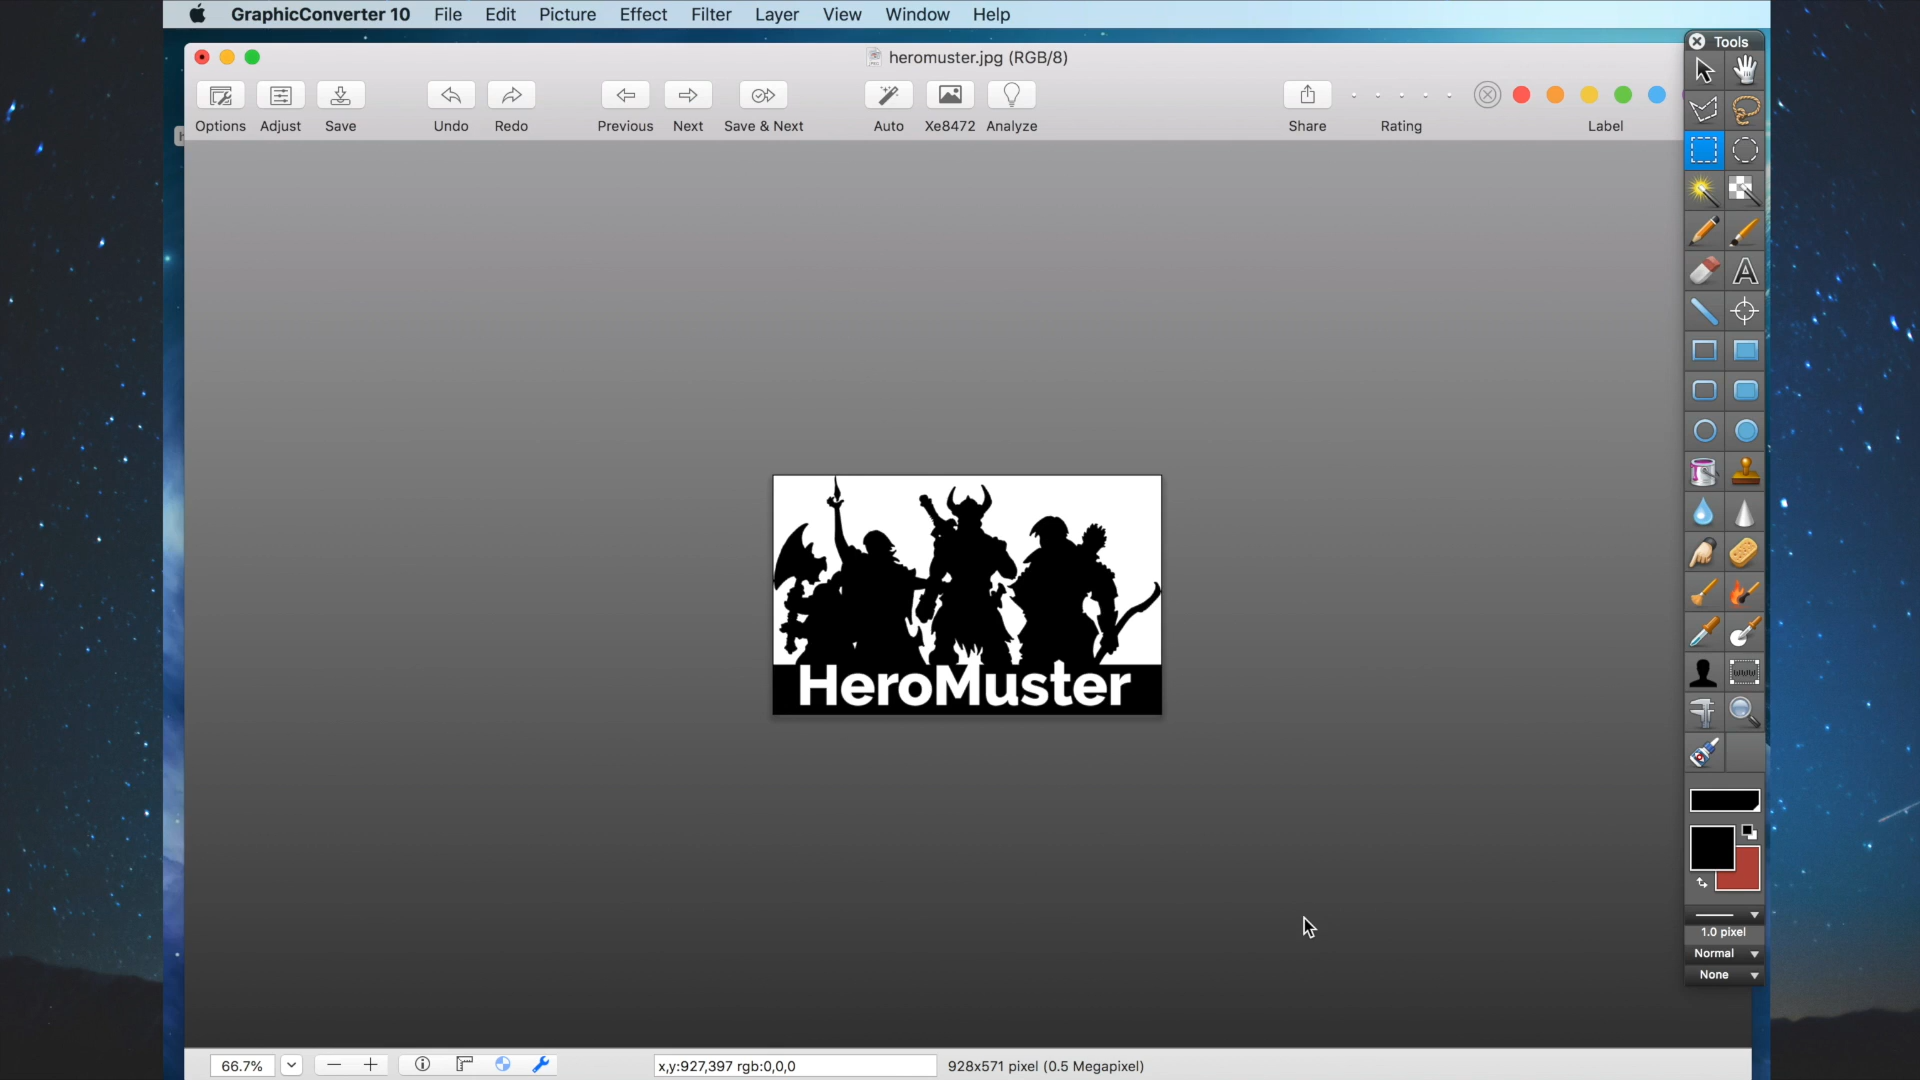 GraphicConverter 10 File Edit Picture Effect Filter Layer View Window Help
Tools
heromuster.jpg (RGB/8)
Options Adjust Save Undo Redo Previous Next Save & Next Auto Xe8472 Analyze Share Rating Label
HeroMuster
1.0 pixel
Normal
None
66.7%
x,y:927,397 rgb:0,0,0
928x571 pixel (0.5 Megapixel)